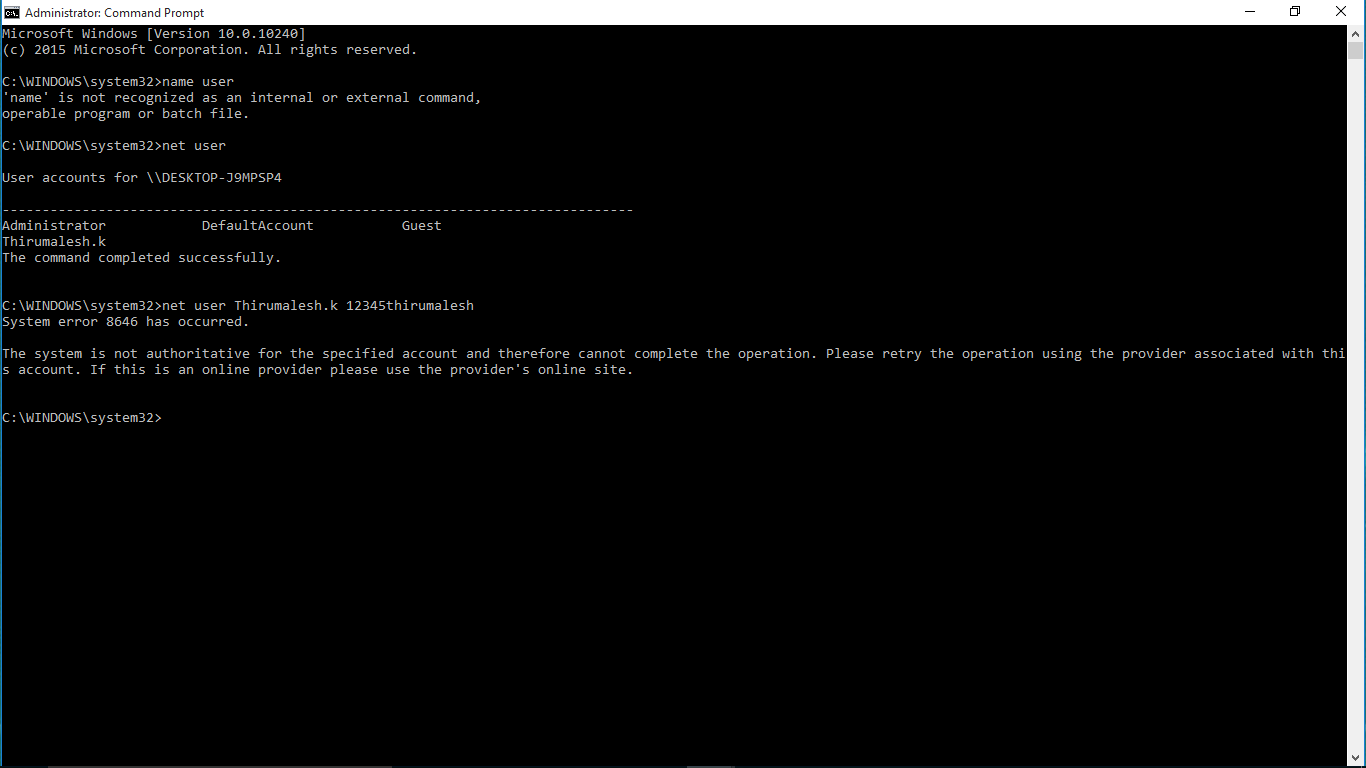 Administrator: Command Prompt
Microsoft Windows [Version 10.0.10240]
(c) 2015 Microsoft Corporation. All rights reserved.
C:\WINDOWS\system32>name user
'name' is not recognized as an internal or external command,
operable program or batch file.
C:\WINDOWS\system32>net user
User accounts for \\DESKTOP-J9MPSP4
-------------------------------------------------------------------------------
Administrator            DefaultAccount           Guest
Thirumalesh.k
The command completed successfully.
C:\WINDOWS\system32>net user Thirumalesh.k 12345thirumalesh
System error 8646 has occurred.
The system is not authoritative for the specified account and therefore cannot complete the operation. Please retry the operation using the provider associated with thi
s account. If this is an online provider please use the provider's online site.
C:\WINDOWS\system32>